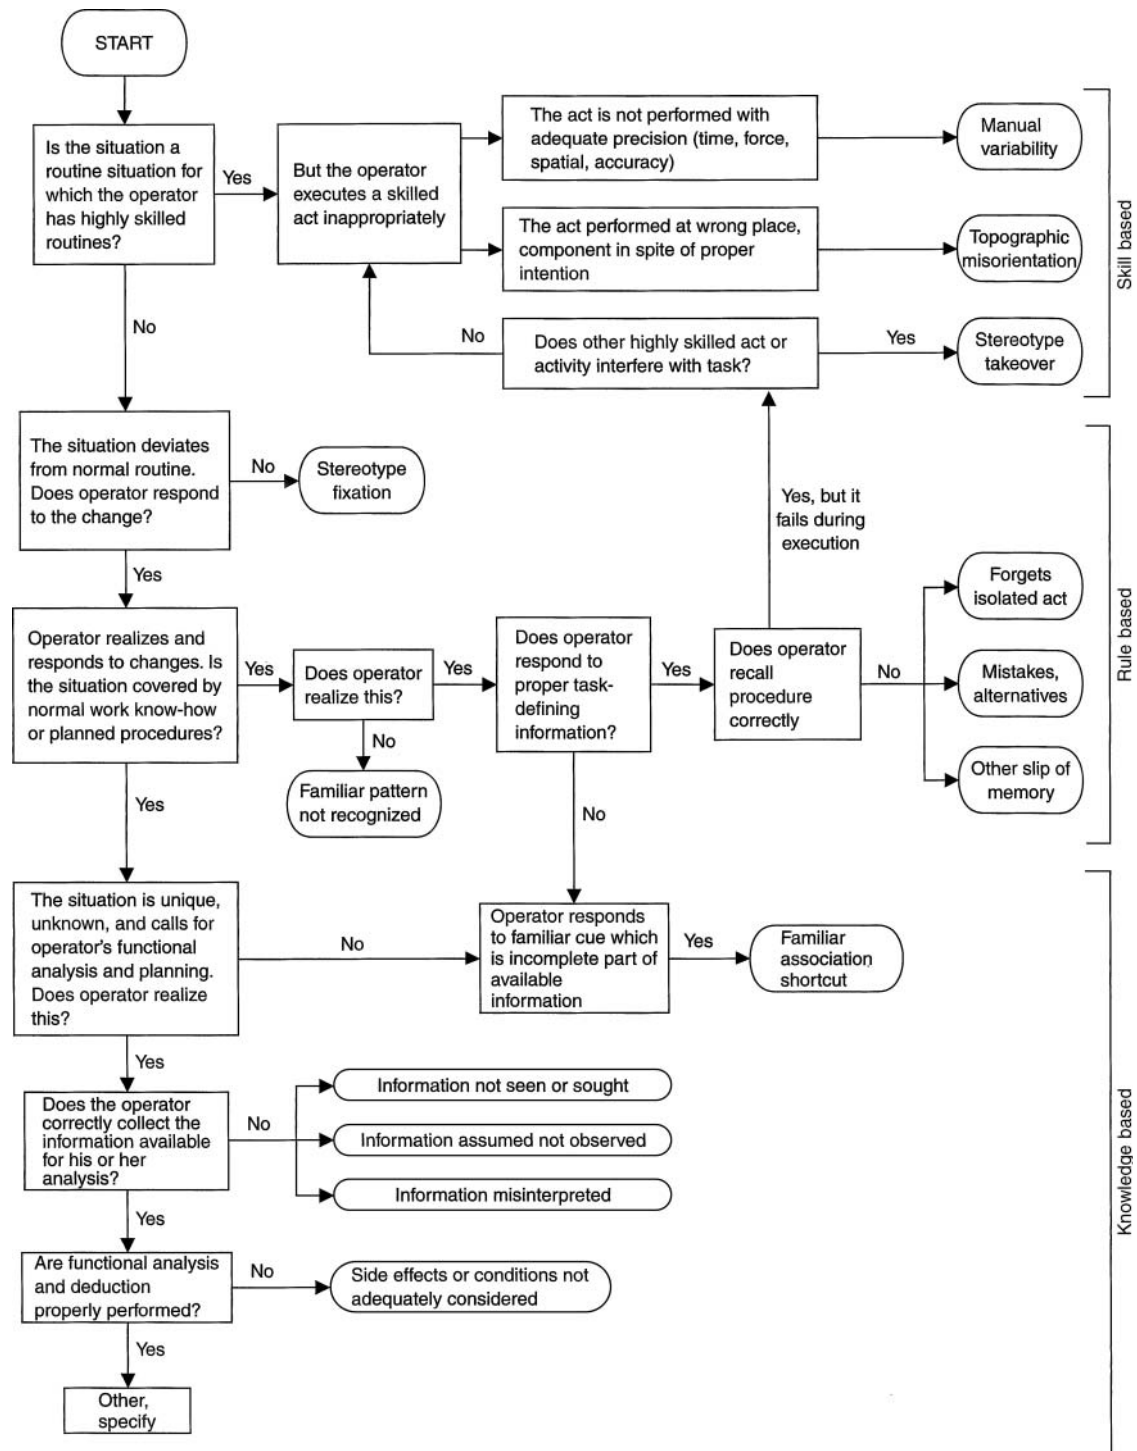 START
Is the situation a
routine situation for
which the operator
has highly skilled
routines?
Yes
But the operator
executes a skilled
act inappropriately
The act is not performed with
adequate precision (time, force,
spatial, accuracy)
Manual
variability
The act performed at wrong place,
component in spite of proper
intention
Topographic
misorientation
No
No
Does other highly skilled act or
activity interfere with task?
Yes
Stereotype
takeover
Skill based
The situation deviates
from normal routine.
Does operator respond
to the change?
No
Stereotype
fixation
Yes, but it
fails during
execution
Yes
Operator realizes and
responds to changes. Is
the situation covered by
normal work know-how
or planned procedures?
Yes
Does operator
realize this?
Yes
Does operator
respond to
proper task-
defining
information?
Yes
Does operator
recall
procedure
correctly
No
Forgets
isolated act
Mistakes,
alternatives
Other slip of
memory
Rule based
No
Familiar pattern
not recognized
Yes
No
The situation is unique,
unknown, and calls for
operator's functional
analysis and planning.
Does operator realize
this?
No
Operator responds
to familiar cue which
is incomplete part of
available
information
Yes
Familiar
association
shortcut
Yes
Does the operator
correctly collect the
information available
for his or her
analysis?
No
Information not seen or sought
Information assumed not observed
Information misinterpreted
Knowledge based
Yes
Are functional analysis
and deduction
properly performed?
No
Side effects or conditions not
adequately considered
Yes
Other,
specify